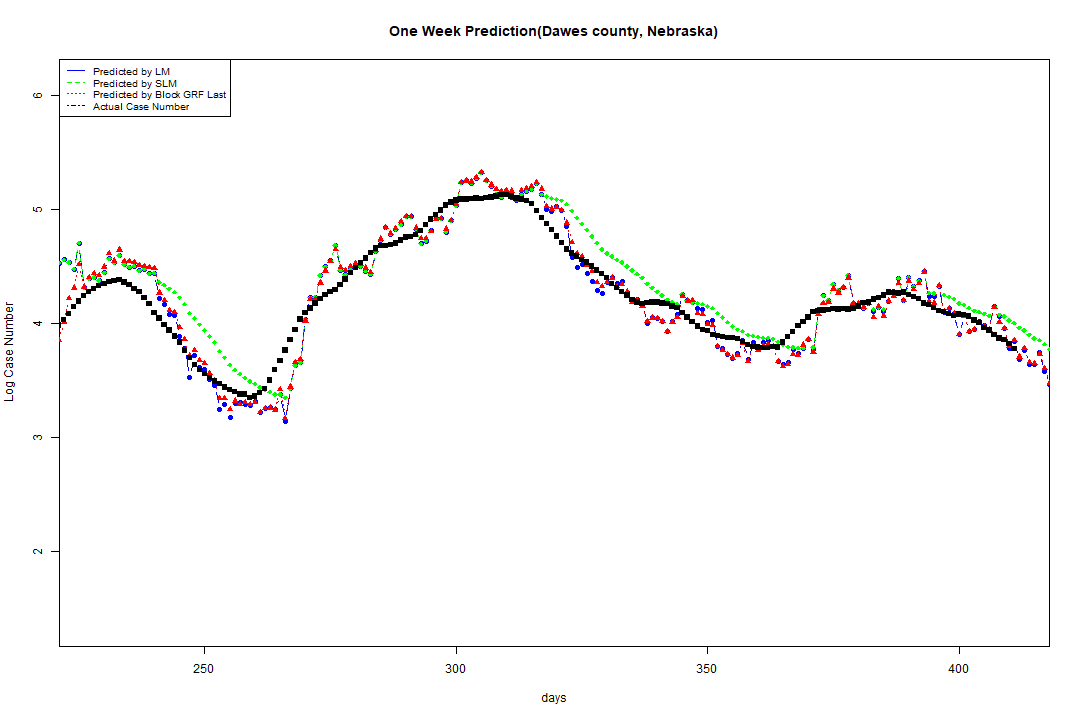 One Week Prediction(Dawes county, Nebraska)
Predicted by LM
Predicted by SLM
Predicted by Block GRF Last
Actual Case Number
6
5
4
3
2
Log Case Number
250
300
350
400
days